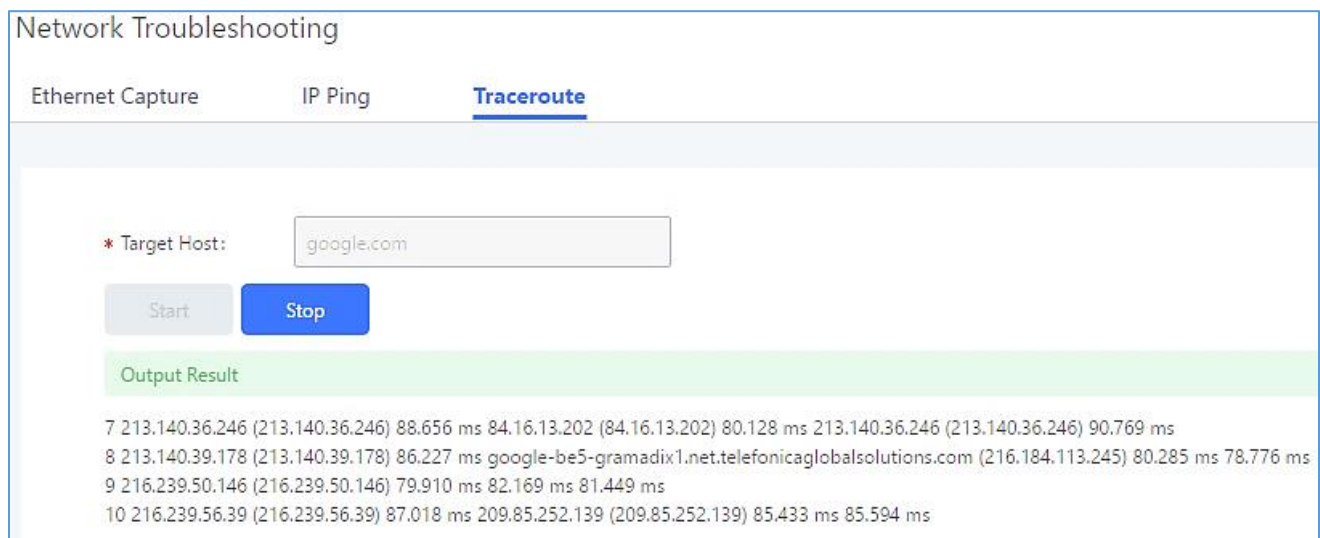 Network Troubleshooting
Ethernet Capture IP Ping Traceroute
* Target Host: google.com
Start Stop
Output Result
7 213.140.36.246 (213.140.36.246) 88.656 ms 84.16.13.202 (84.16.13.202) 80.128 ms 213.140.36.246 (213.140.36.246) 90.769 ms
8 213.140.39.178 (213.140.39.178) 86.227 ms google-be5-gramadix1.net.telefonicaglobalsolutions.com (216.184.113.245) 80.285 ms 78.776 ms
9 216.239.50.146 (216.239.50.146) 79.910 ms 82.169 ms 81.449 ms
10 216.239.56.39 (216.239.56.39) 87.018 ms 209.85.252.139 (209.85.252.139) 85.433 ms 85.594 ms